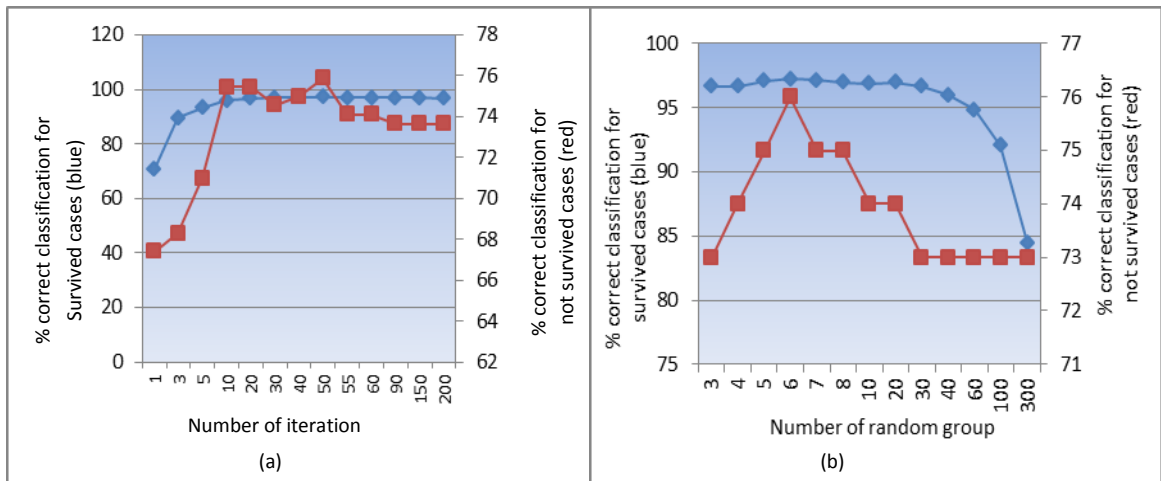 120
100
80
60
40
20
0
78
76
74
72
70
68
66
64
62
% correct classification for
Survived cases (blue)
% correct classification for
not survived cases (red)
1 3 5 10 20 30 40 50 55 60 90 150 200
Number of iteration
(a)
100
95
90
85
80
75
77
76
75
74
73
72
71
% correct classification for
survived cases (blue)
% correct classification for
not survived cases (red)
3 4 5 6 7 8 10 20 30 40 60 100 300
Number of random group
(b)